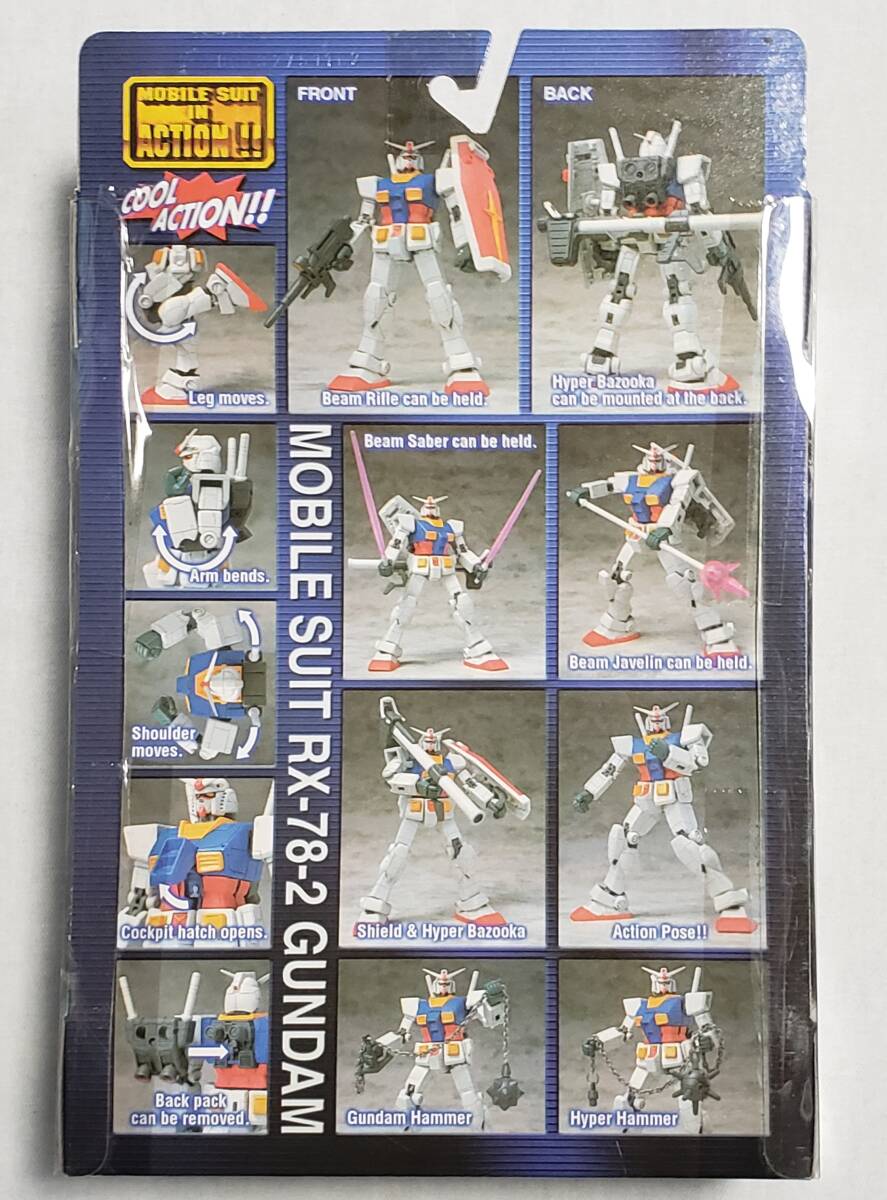 MOBILE SUIT
IN
ACTION!!
COOL
ACTION!!
FRONT
BACK
Leg moves.
Beam Rifle can be held.
Hyper Bazooka
can be mounted at the back.
Arm bends.
Beam Saber can be held.
Beam Javelin can be held.
Shoulder
moves.
MOBILE SUIT RX-78-2 GUNDAM
Cockpit hatch opens.
Shield & Hyper Bazooka
Action Pose!!
Back pack
can be removed.
Gundam Hammer
Hyper Hammer